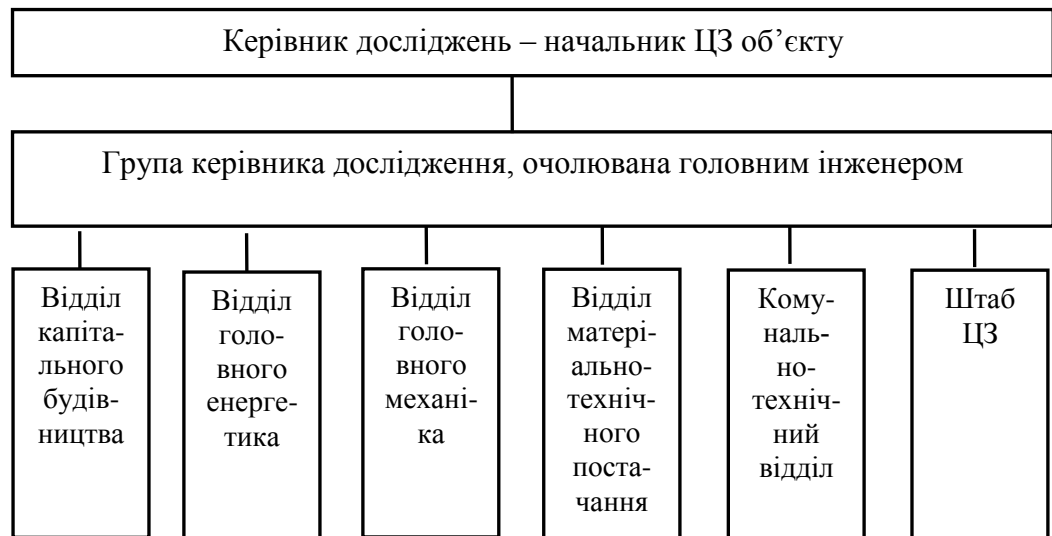 Керівник досліджень – начальник ЦЗ об’єкту
Група керівника дослідження, очолювана головним інженером
Відділ
капіта-
льного
будів-
ництва
Відділ
голо-
вного
енерге-
тика
Відділ
голо-
вного
механі-
ка
Відділ
матері-
ально-
техніч-
ного
поста-
чання
Кому-
наль-
но-
техніч-
ний
відділ
Штаб
ЦЗ